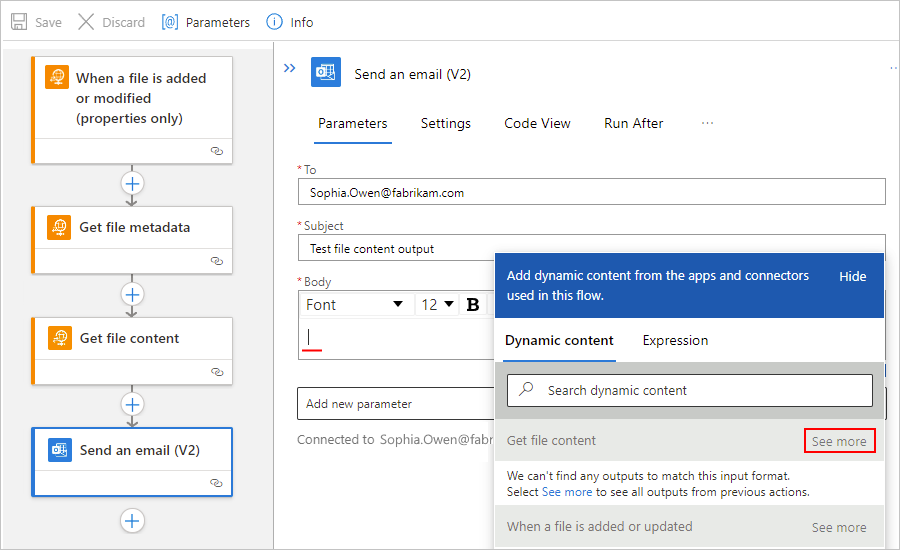 Save Discard Parameters Info
When a file is added
or modified
(properties only)
Get file metadata
Get file content
Send an email (V2)
Send an email (V2)
Parameters Settings Code View Run After ...
* To
Sophia.Owen@fabrikam.com
* Subject
Test file content output
* Body
Font 12 B
Add new parameter
Connected to Sophia.Owen@fabr
Add dynamic content from the apps and connectors
used in this flow.
Hide
Dynamic content Expression
Search dynamic content
Get file content See more
We can't find any outputs to match this input format.
Select See more to see all outputs from previous actions.
When a file is added or updated See more